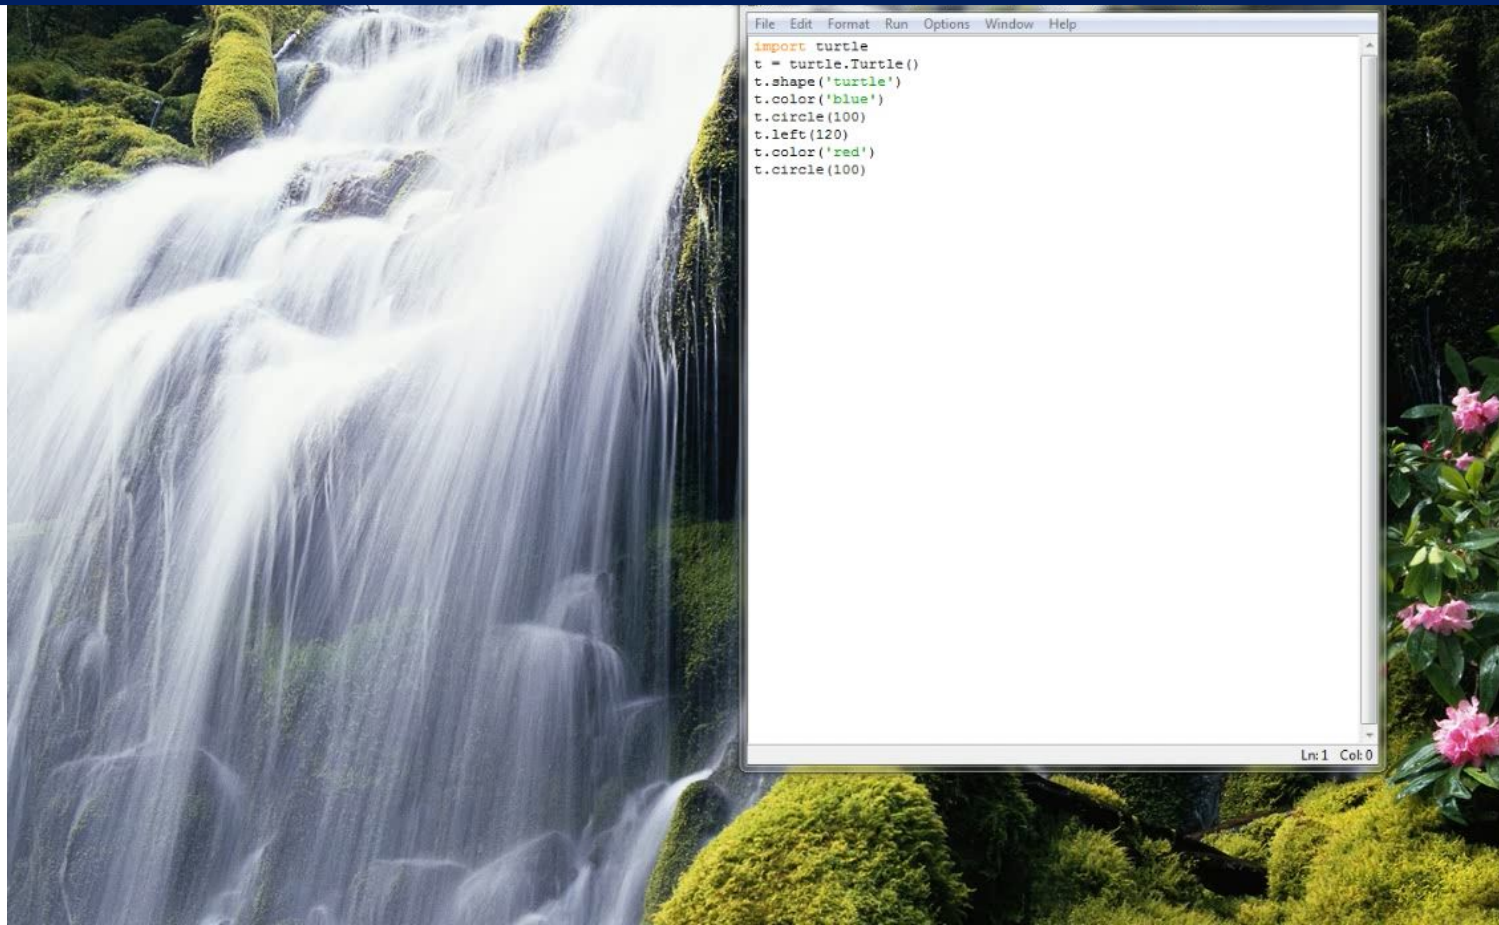 File Edit Format Run Options Window Help
import turtle
t = turtle.Turtle()
t.shape('turtle')
t.color('blue')
t.circle(100)
t.left(120)
t.color('red')
t.circle(100)
Ln: 1 Col: 0